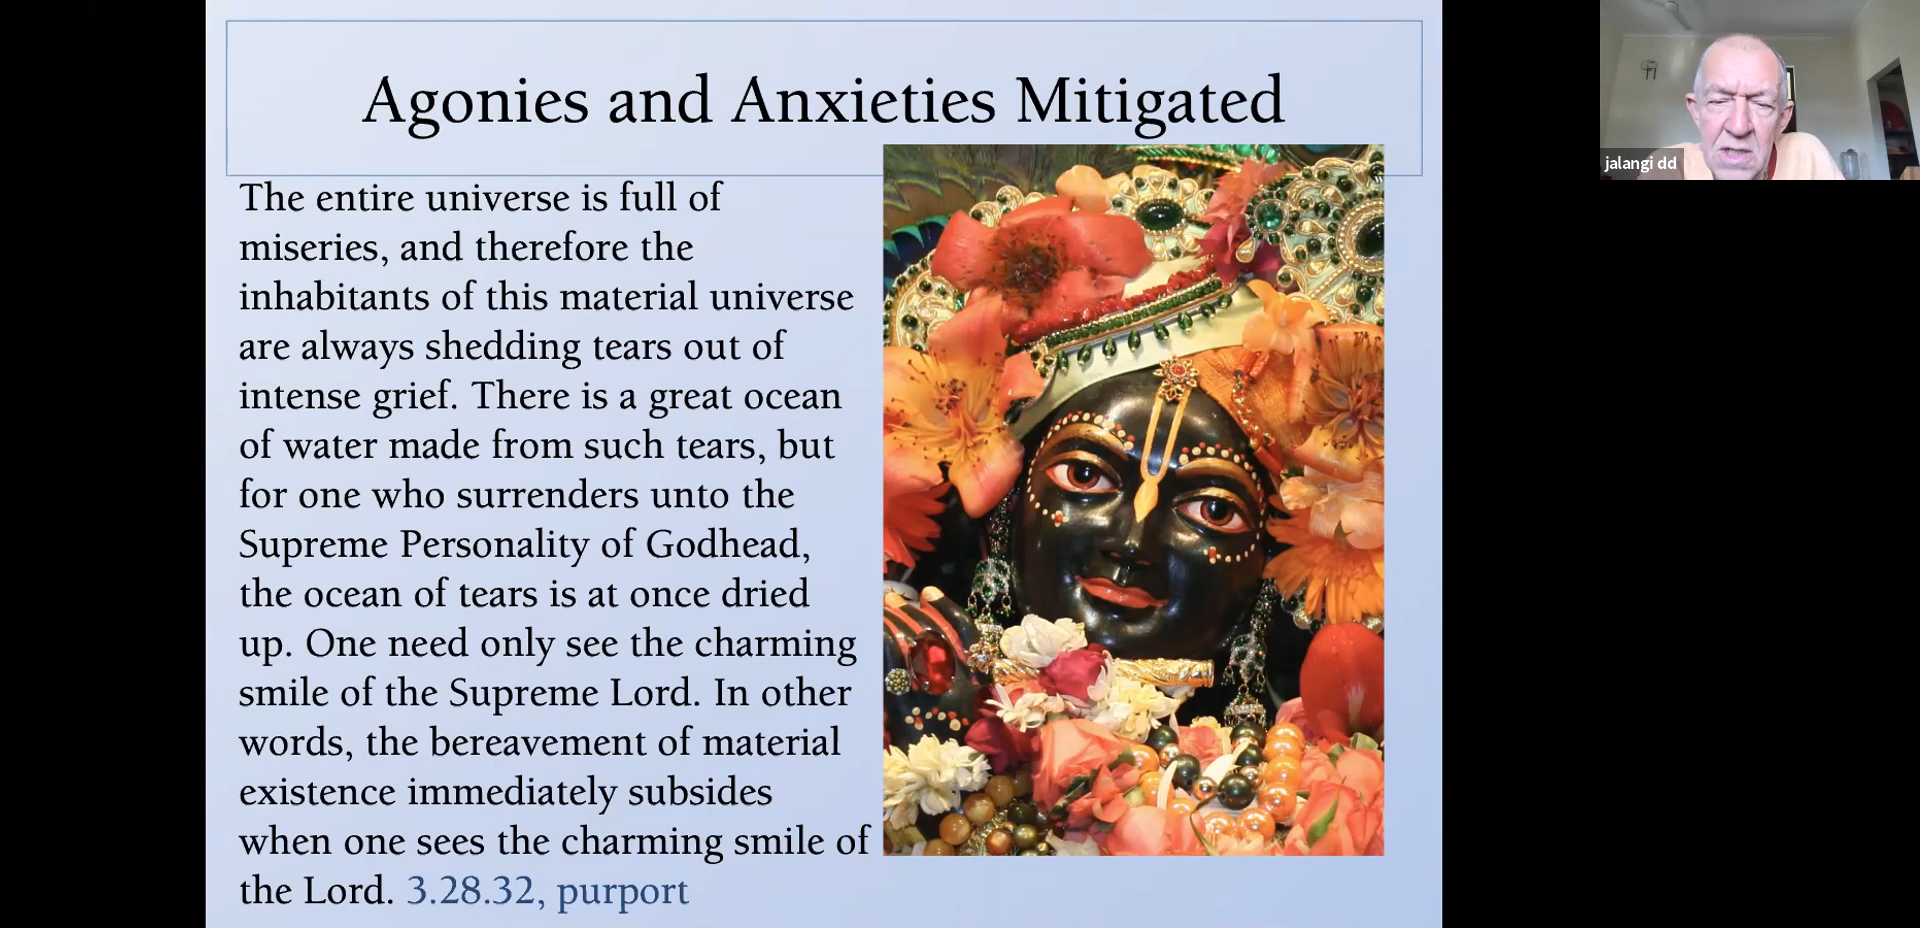 Agonies and Anxieties Mitigated
The entire universe is full of
miseries, and therefore the
inhabitants of this material universe
are always shedding tears out of
intense grief. There is a great ocean
of water made from such tears, but
for one who surrenders unto the
Supreme Personality of Godhead,
the ocean of tears is at once dried
up. One need only see the charming
smile of the Supreme Lord. In other
words, the bereavement of material
existence immediately subsides
when one sees the charming smile of
the Lord. 3.28.32, purport
jalangi dd